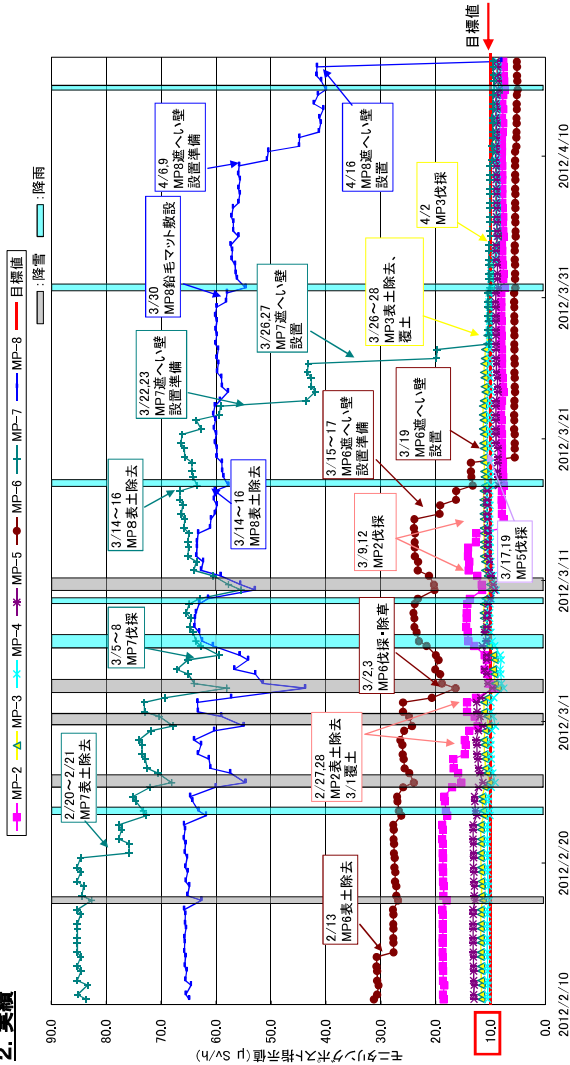 2. 実績
MP-2
MP-3
MP-4
MP-5
MP-6
MP-7
MP-8
目標値
:降雪
:降雨
モニタリングポスト指示値(μSv/h)
90.0
80.0
70.0
60.0
50.0
40.0
30.0
20.0
10.0
0.0
2012/2/10
2012/2/20
2012/3/1
2012/3/11
2012/3/21
2012/3/31
2012/4/10
目標値
2/20~2/21
MP7表土除去
3/5~8
MP7伐採
3/14~16
MP8表土除去
3/22,23
MP7遮へい壁
設置準備
3/30
MP8鉛毛マット敷設
4/6,9
MP8遮へい壁
設置準備
3/14~16
MP8表土除去
3/26,27
MP7遮へい壁
設置
4/16
MP8遮へい壁
設置
2/13
MP6表土除去
2/27,28
MP2表土除去
3/1覆土
3/2,3
MP6伐採・除草
3/9,12
MP2伐採
3/15~17
MP6遮へい壁
設置準備
3/19
MP6遮へい壁
設置
3/17,19
MP5伐採
3/26~28
MP3表土除去、
覆土
4/2
MP3伐採